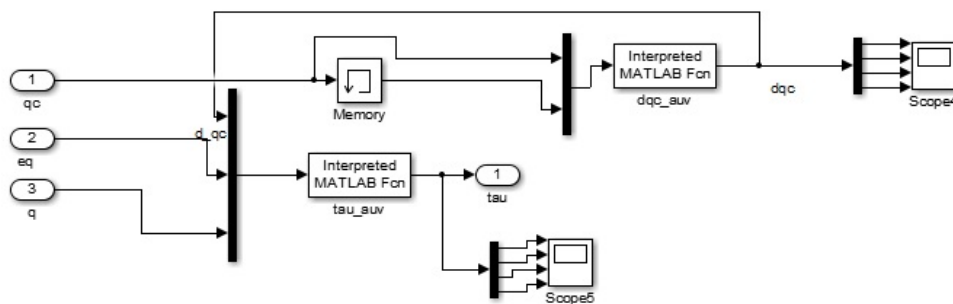 Interpreted
MATLAB Fcn
dqc_auv
dqc
Scope4
1
qc
Memory
d_qc
2
eq
Interpreted
MATLAB Fcn
tau_auv
1
tau
3
q
Scope5